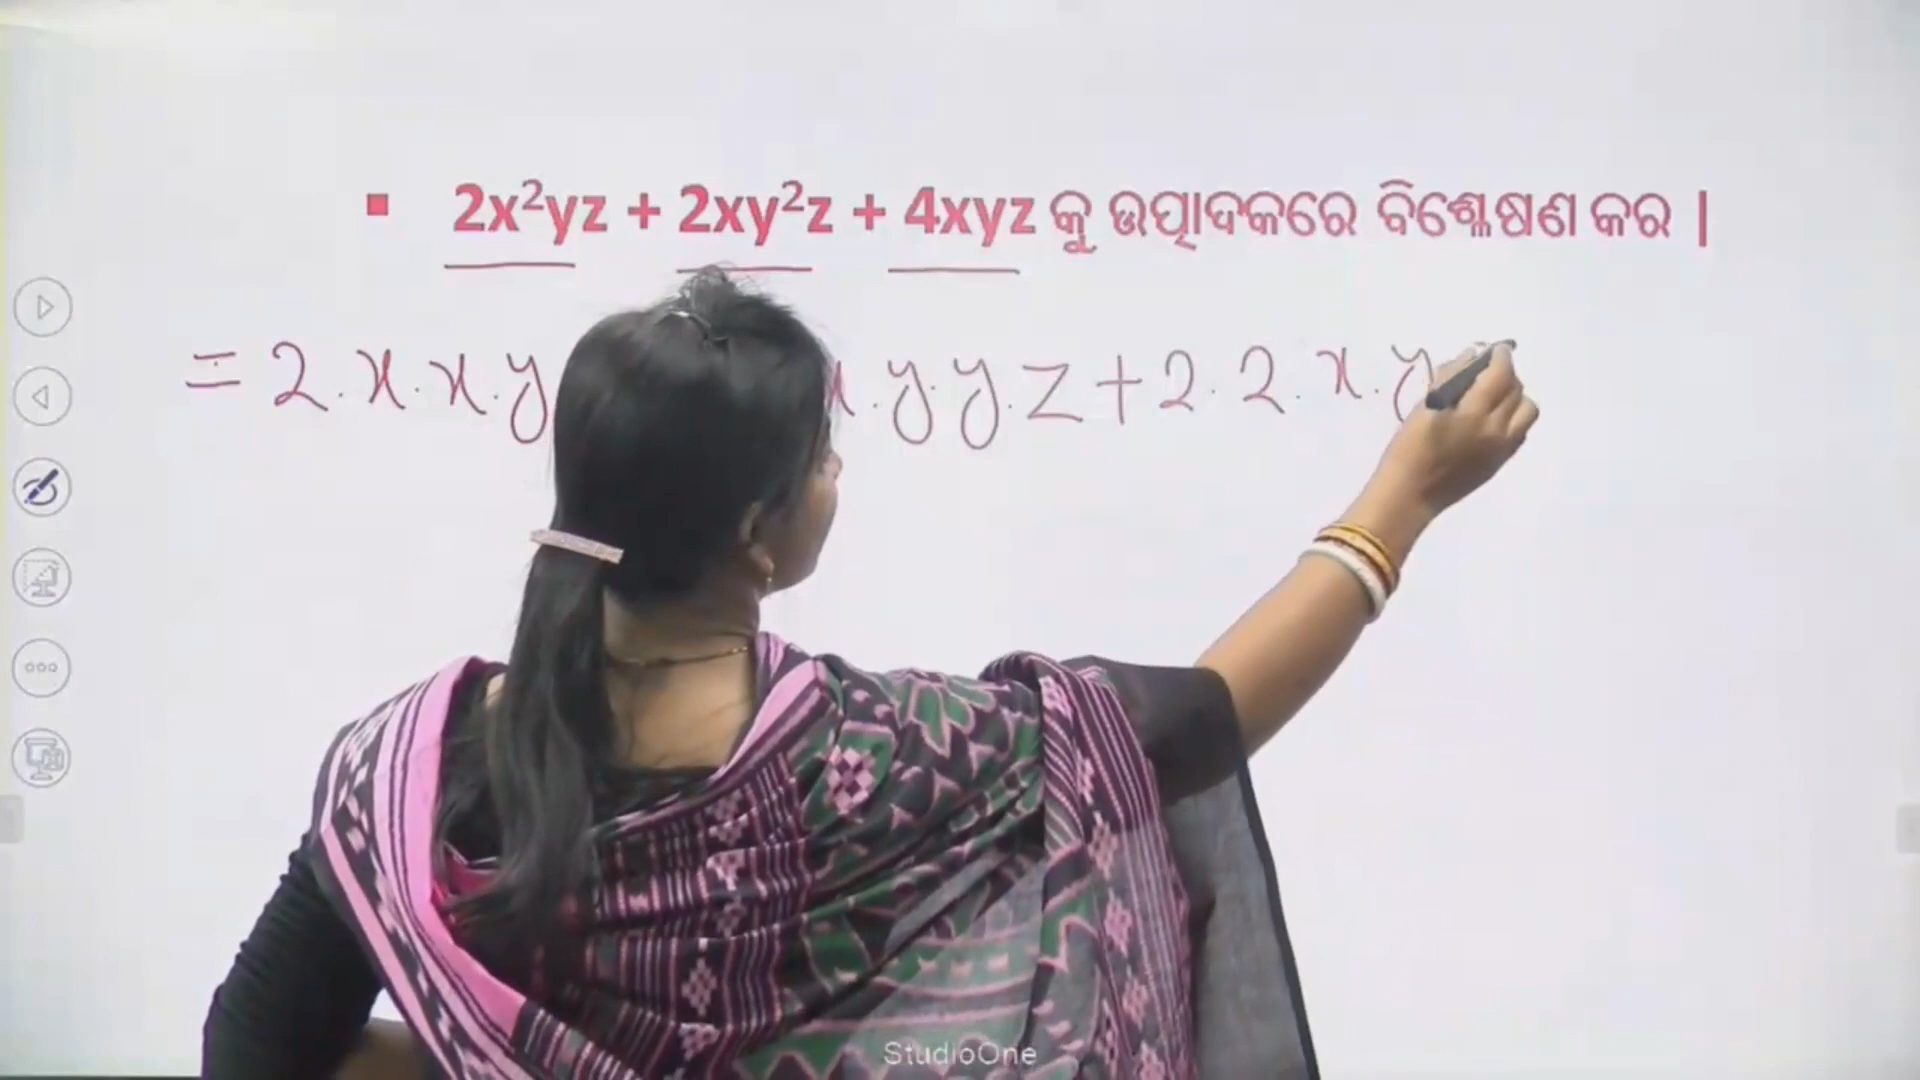 ▪ 2x²yz + 2xy²z + 4xyz କୁ ଉତ୍ପାଦକରେ ବିଶ୍ଳେଷଣ କର |
= 2.x.x.y x.y.y.z+2.2.x.y
StudioOne